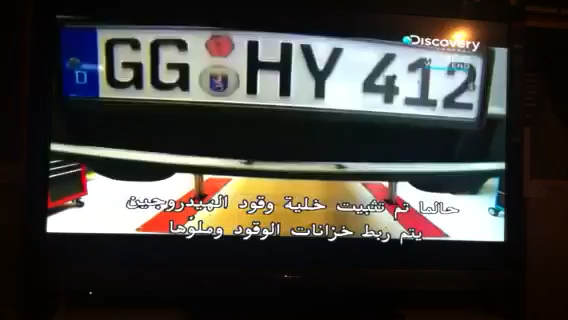 Discovery
D
GG HY 412
حالما تم تثبيت خلية وقود الهيدروجين
يتم ربط خزانات الوقود وملؤها